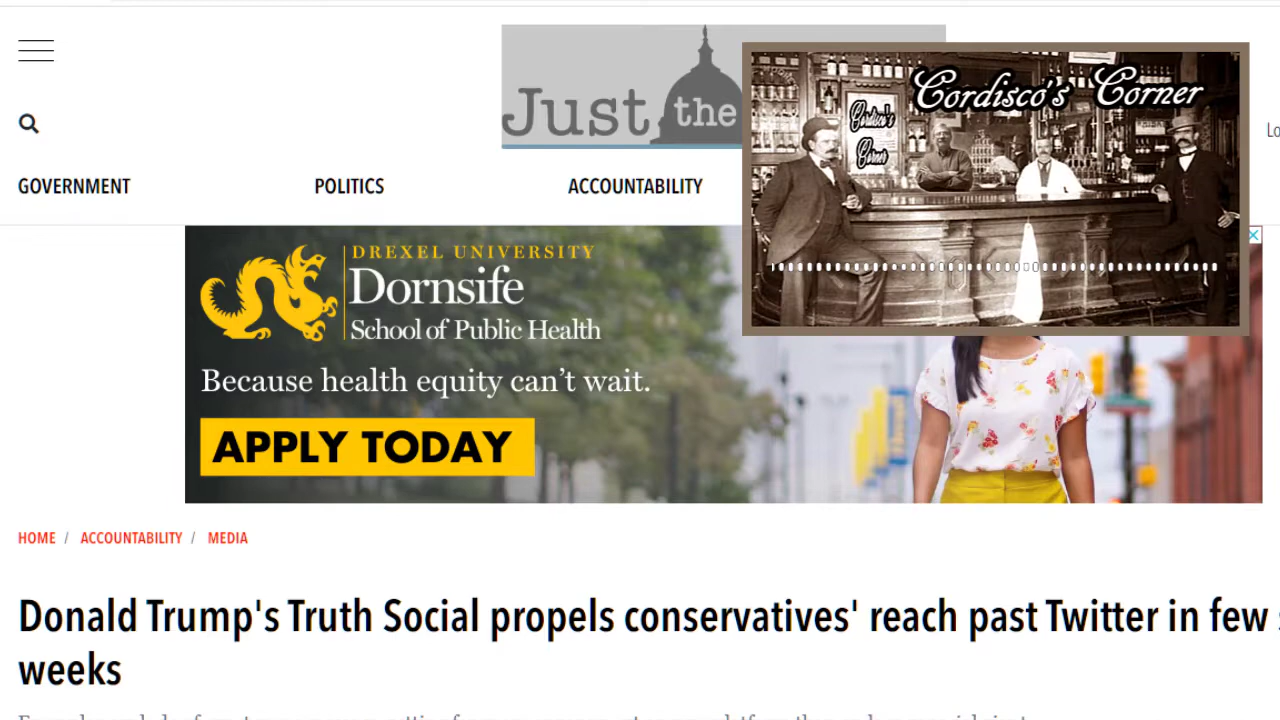 Just the
Cordisco's Corner
Cordisco's
Corner
Lo
GOVERNMENT
POLITICS
ACCOUNTABILITY
DREXEL UNIVERSITY
Dornsife
School of Public Health
Because health equity can't wait.
APPLY TODAY
HOME / ACCOUNTABILITY / MEDIA
Donald Trump's Truth Social propels conservatives' reach past Twitter in few s
weeks